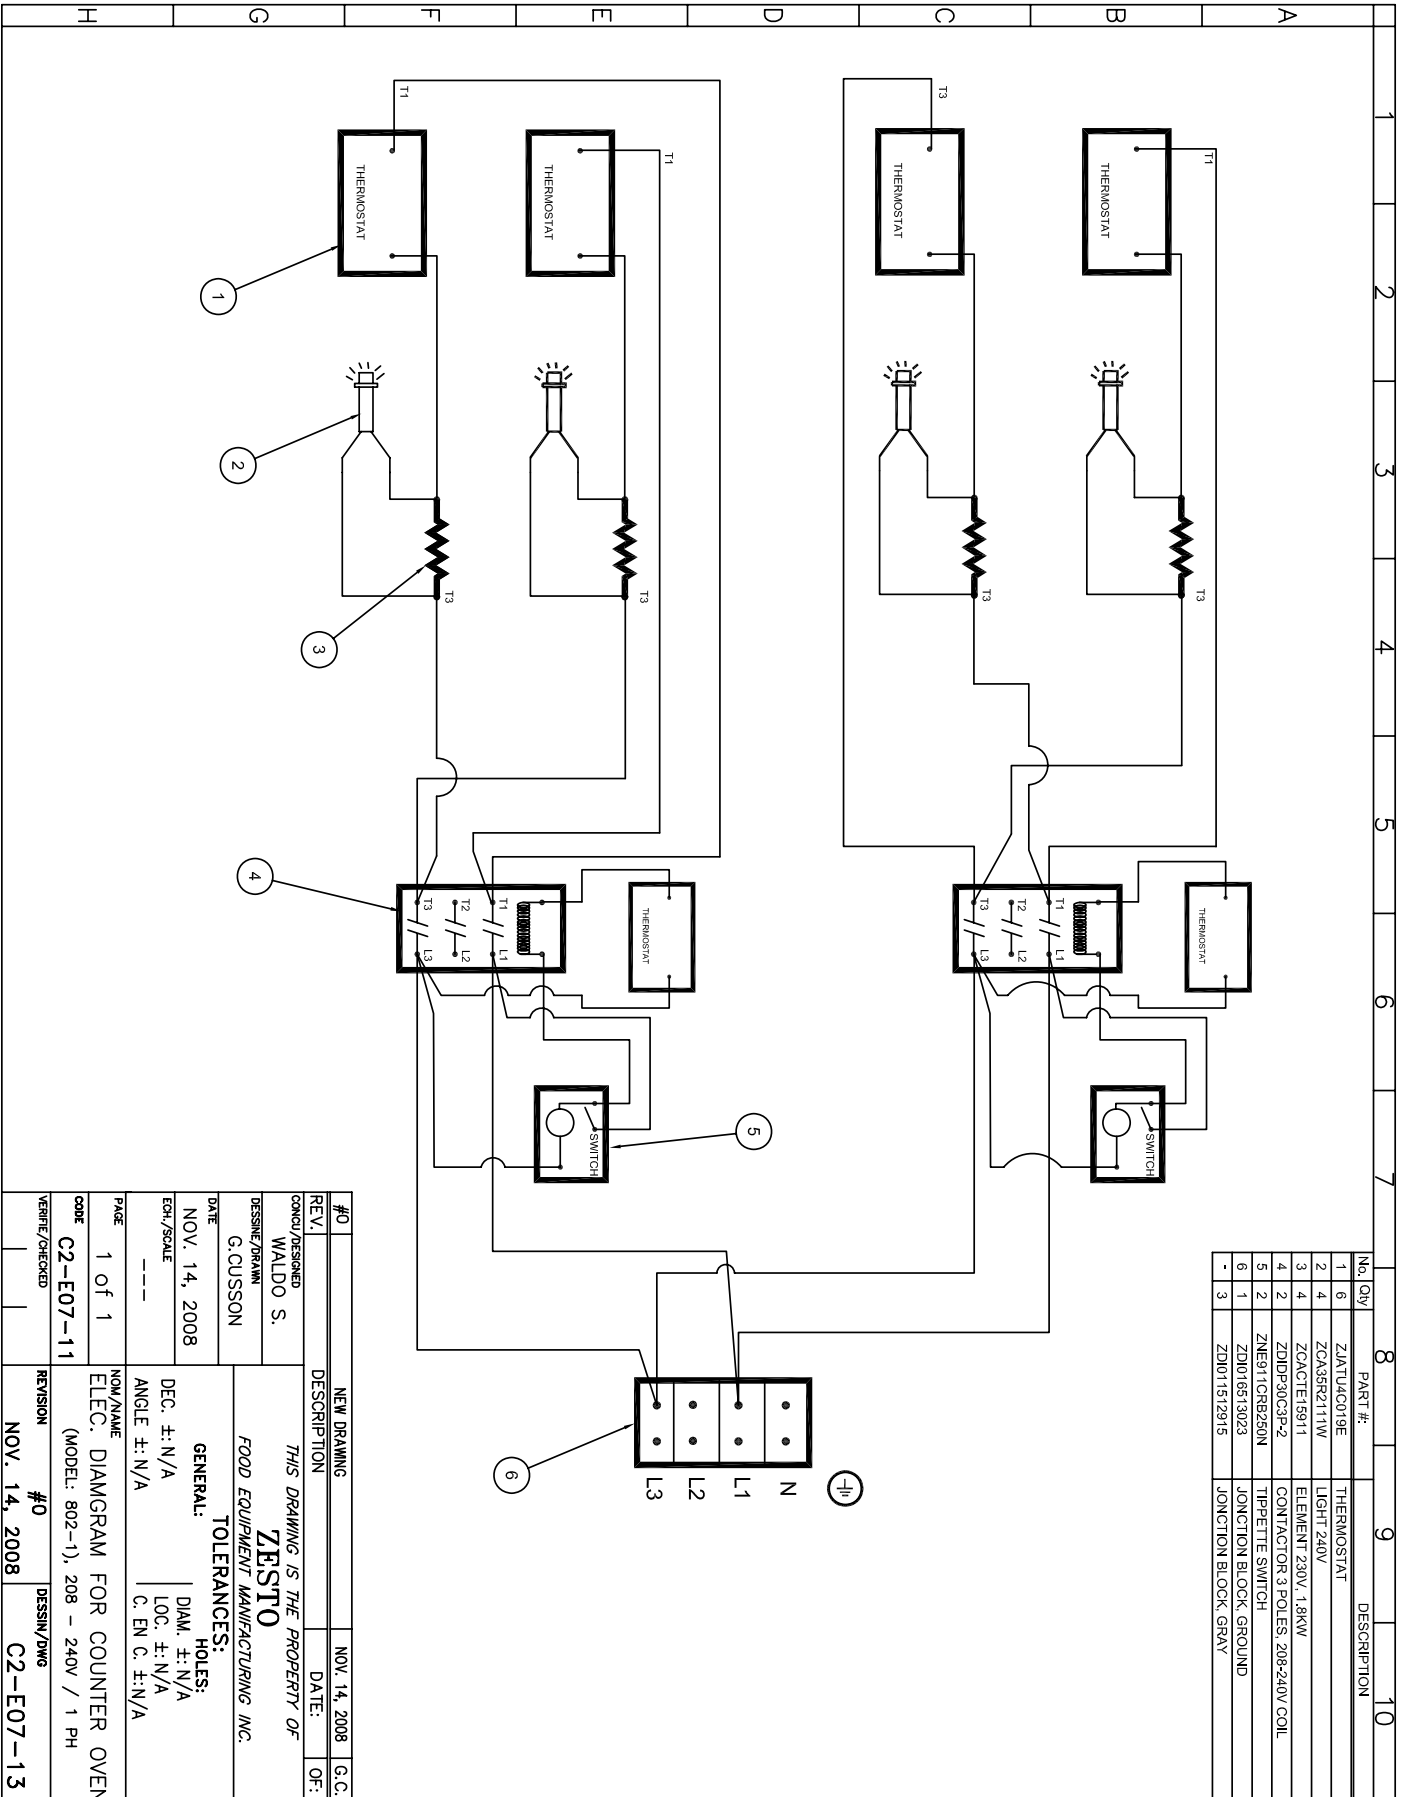 1 2 3 4 5 6 7 8 9 10
A
B
C
D
E
F
G
H
No. Qty PART #: DESCRIPTION
1 6 ZJATU4C019E THERMOSTAT
2 4 ZCA35R2111W LIGHT 240V
3 4 ZCACTE15911 ELEMENT 230V, 1.8KW
4 2 ZDIDP30C3P-2 CONTACTOR 3 POLES, 208-240V COIL
5 2 ZNE911CRB250N TIPPETTE SWITCH
6 1 ZDI016513023 JONCTION BLOCK, GROUND
- 3 ZDI011512915 JONCTION BLOCK, GRAY
T1
THERMOSTAT
T3
THERMOSTAT
SWITCH
T1 L1
T2 L2
T3 L3
T3
THERMOSTAT
T3
N
L1
L2
L3
T1
THERMOSTAT
T3
THERMOSTAT
SWITCH
T1 L1
T2 L2
T3 L3
T1
THERMOSTAT
T3
1
2
3
4
5
6
#0 NEW DRAWING NOV. 14, 2008 G.C.
REV. DESCRIPTION DATE: OF:
CONCU/DESIGNED
WALDO S.
DESSINE/DRAWN
G.CUSSON
DATE
NOV. 14, 2008
ECH./SCALE
---
PAGE
1 of 1
CODE
C2-E07-11
VERIFIE/CHECKED
THIS DRAWING IS THE PROPERTY OF
ZESTO
FOOD EQUIPMENT MANIFACTURING INC.
TOLERANCES:
GENERAL: HOLES:
DEC. ±: N/A DIAM. ±: N/A
ANGLE ±: N/A LOC. ±: N/A
C. EN C. ±: N/A
NOM/NAME
ELEC. DIAMGRAM FOR COUNTER OVEN
(MODEL: 802-1), 208 - 240V / 1 PH
REVISION #0
NOV. 14, 2008
DESSIN/DWG
C2-E07-13